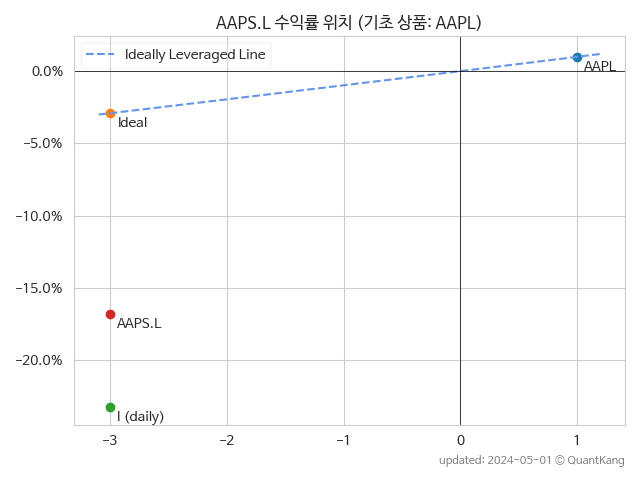 AAPS.L 수익률 위치 (기초 상품: AAPL)
Ideally Leveraged Line
0.0%
AAPL
Ideal
−5.0%
−10.0%
−15.0%
AAPS.L
−20.0%
I (daily)
−3
−2
−1
0
1
updated: 2024-05-01 © QuantKang